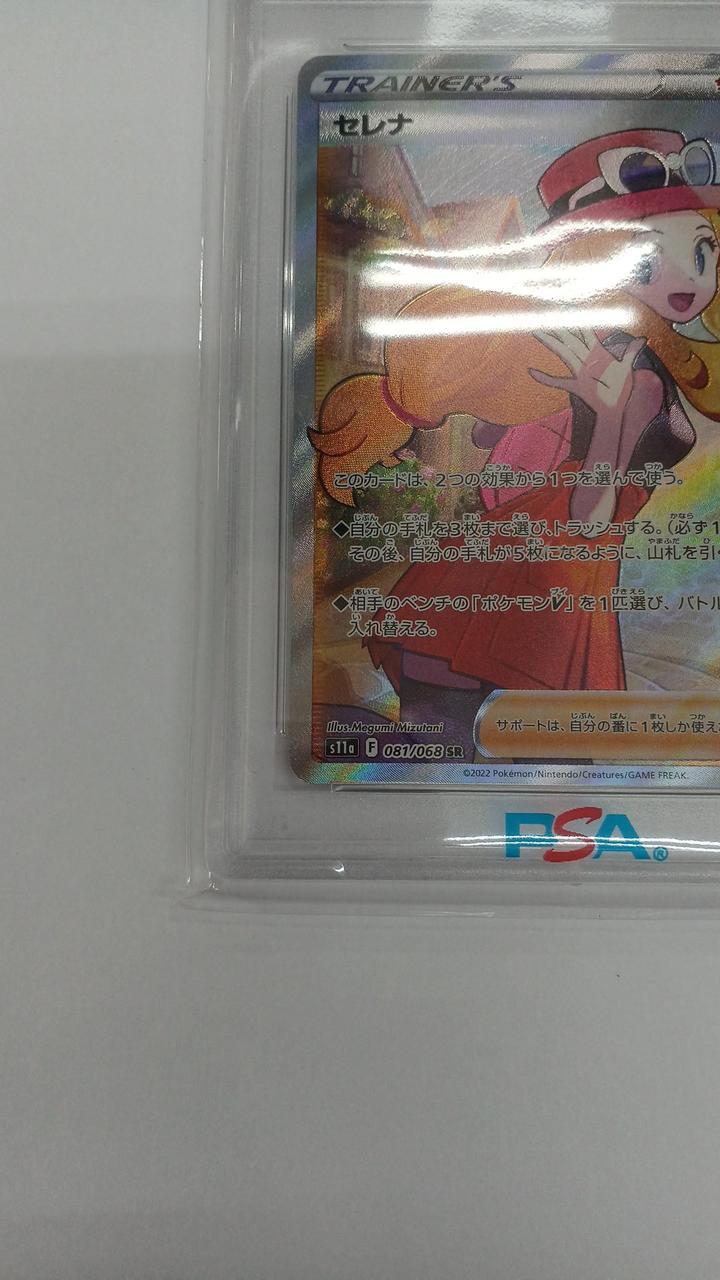 TRAINER'S
セレナ
このカードは、2つの効果から1つを選んで使う。
◆自分の手札を3枚まで選び、トラッシュする。(必ず1
その後、自分の手札が5枚になるように、山札を引
◆相手のベンチの「ポケモンV」を1匹選び、バトル
入れ替える。
Illus. Megumi Mizutani
サポートは、自分の番に1枚しか使え
s11a F 081/068 SR
©2022 Pokémon/Nintendo/Creatures/GAME FREAK.
PSA®